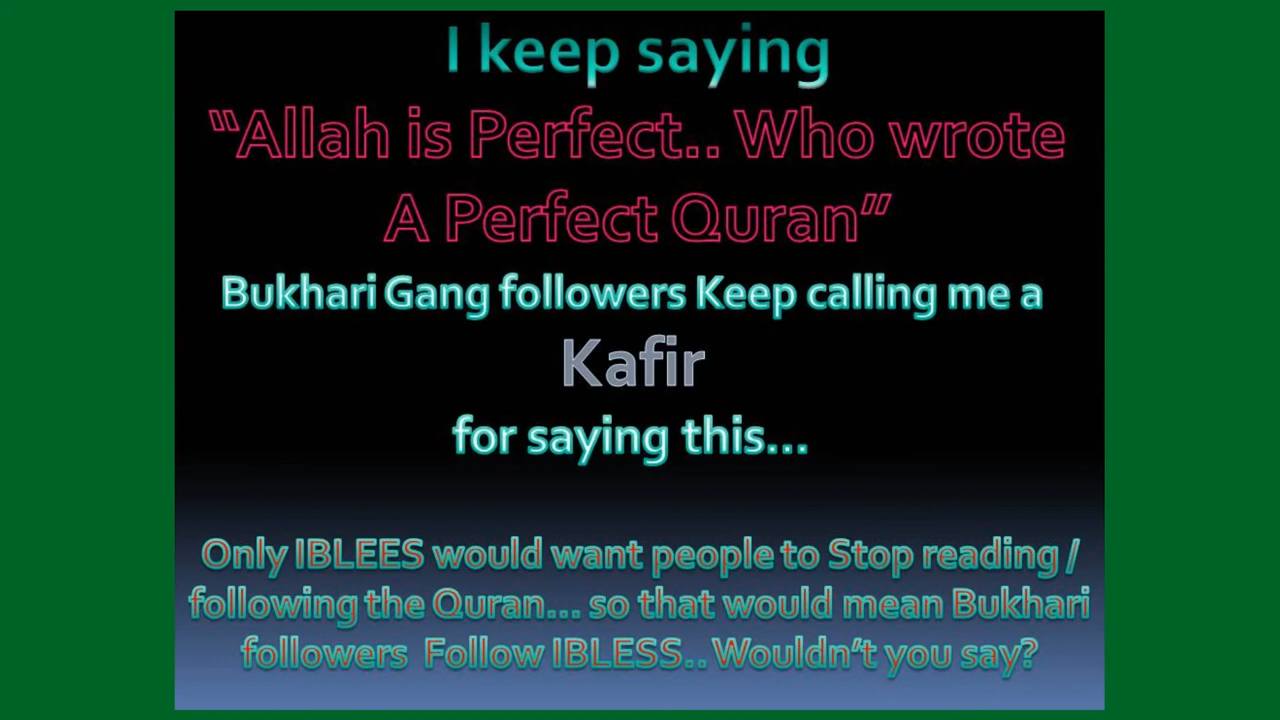 I keep saying
“Allah is Perfect.. Who wrote
A Perfect Quran”
Bukhari Gang followers Keep calling me a
Kafir
for saying this...
Only IBLEES would want people to Stop reading /
following the Quran... so that would mean Bukhari
followers Follow IBLESS.. Wouldn’t you say?